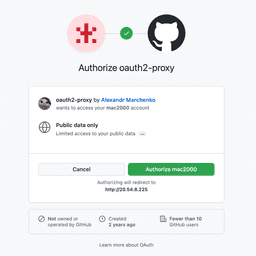 Authorize oauth2-proxy
oauth2-proxy by Alexandr Marchenko
wants to access your mac2000 account
Public data only
Limited access to your public data
Cancel
Authorize mac2000
Authorizing will redirect to
http://20.54.8.225
Not owned or
operated by GitHub
Created
2 years ago
Fewer than 10
GitHub users
Learn more about OAuth